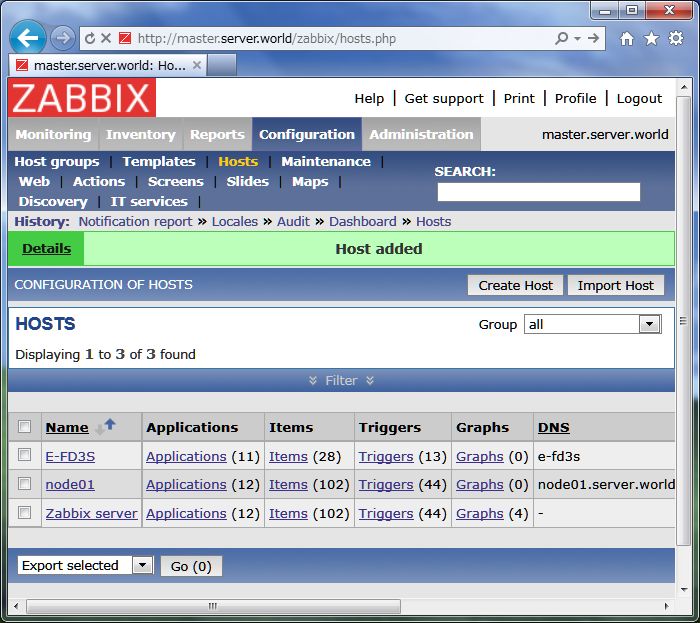 http://master.server.world/zabbix/hosts.php
master.server.world: Ho...
ZABBIX
Help | Get support | Print | Profile | Logout
Monitoring Inventory Reports Configuration Administration master.server.world
Host groups | Templates | Hosts | Maintenance |
Web | Actions | Screens | Slides | Maps |
Discovery | IT services |
SEARCH:
History: Notification report » Locales » Audit » Dashboard » Hosts
Details Host added
CONFIGURATION OF HOSTS Create Host Import Host
HOSTS Group all
Displaying 1 to 3 of 3 found
Filter
Name Applications Items Triggers Graphs DNS
E-FD3S Applications (11) Items (28) Triggers (13) Graphs (0) e-fd3s
node01 Applications (12) Items (102) Triggers (44) Graphs (0) node01.server.world
Zabbix server Applications (12) Items (102) Triggers (44) Graphs (4) -
Export selected Go (0)